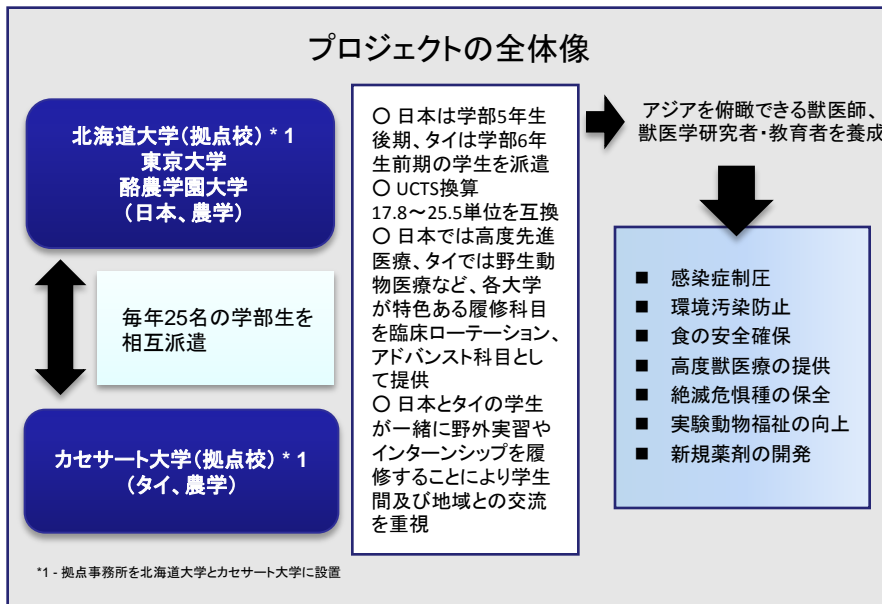 プロジェクトの全体像
北海道大学(拠点校) * 1
東京大学
酪農学園大学
(日本、農学)
毎年25名の学部生を
相互派遣
カセサート大学(拠点校) * 1
(タイ、農学)
*1 - 拠点事務所を北海道大学とカセサート大学に設置
○ 日本は学部5年生
後期、タイは学部6年
生前期の学生を派遣
○ UCTS換算
17.8～25.5単位を互換
○ 日本では高度先進
医療、タイでは野生動
物医療など、各大学
が特色ある履修科目
を臨床ローテーション、
アドバンスト科目とし
て提供
○ 日本とタイの学生
が一緒に野外実習や
インターンシップを履
修することにより学生
間及び地域との交流
を重視
アジアを俯瞰できる獣医師、
獣医学研究者・教育者を養成
■ 感染症制圧
■ 環境汚染防止
■ 食の安全確保
■ 高度獣医療の提供
■ 絶滅危惧種の保全
■ 実験動物福祉の向上
■ 新規薬剤の開発